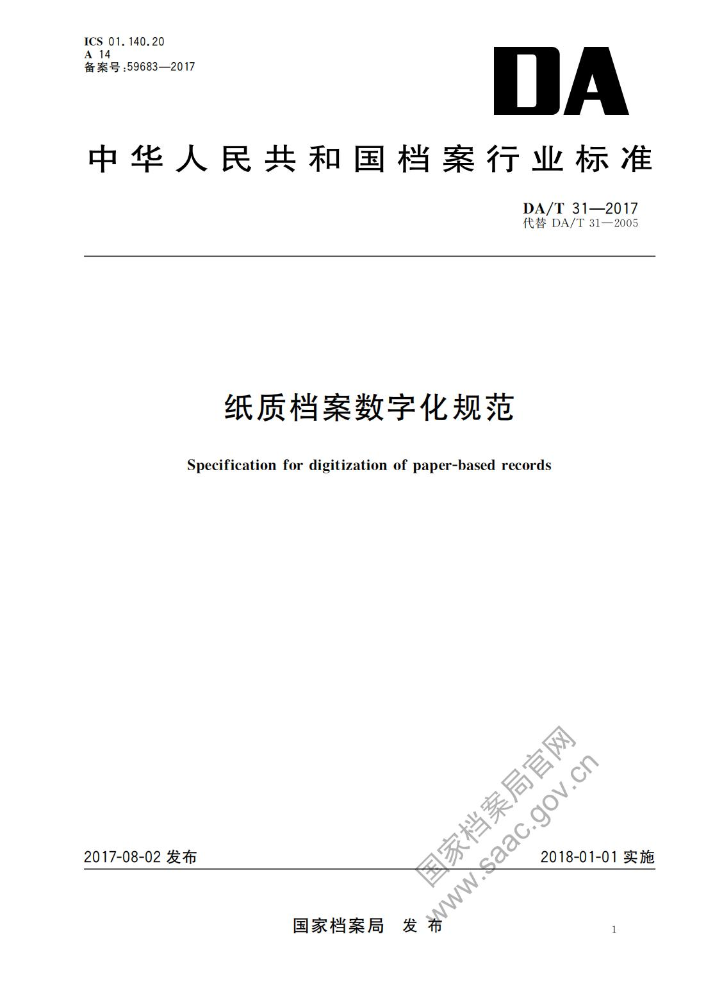 ICS 01.140.20
A 14
备案号:59683—2017
DA
中华人民共和国档案行业标准
DA/T 31—2017
代替 DA/T 31—2005
纸质档案数字化规范
Specification for digitization of paper-based records
国家档案局官网
www.saac.gov.cn
2017-08-02 发布
2018-01-01 实施
国家档案局 发布
1